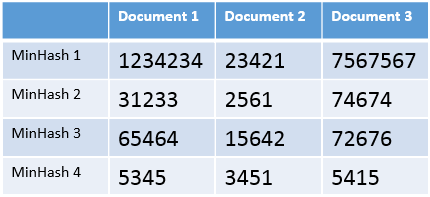 Document 1 Document 2 Document 3
MinHash 1 1234234 23421 7567567
MinHash 2 31233 2561 74674
MinHash 3 65464 15642 72676
MinHash 4 5345 3451 5415